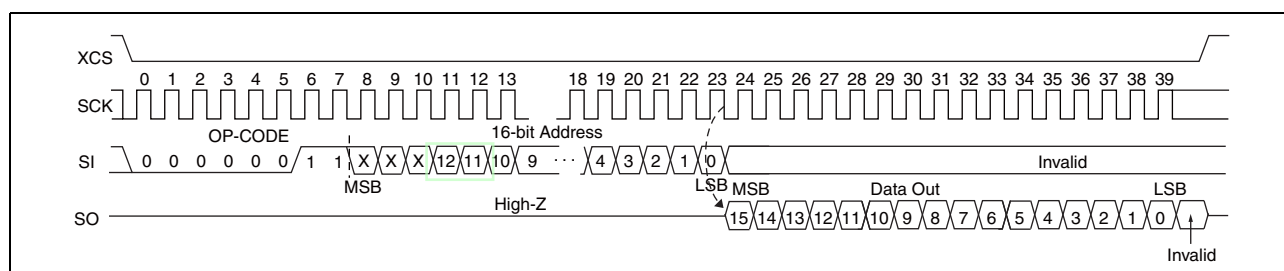 XCS
0 1 2 3 4 5 6 7 8 9 10 11 12 13 18 19 20 21 22 23 24 25 26 27 28 29 30 31 32 33 34 35 36 37 38 39
SCK
OP-CODE 16-bit Address
SI 0 0 0 0 0 0 1 1 X X X 12 11 10 9 ··· 4 3 2 1 0 Invalid
MSB LSB MSB Data Out LSB
High-Z
SO 15 14 13 12 11 10 9 8 7 6 5 4 3 2 1 0
Invalid